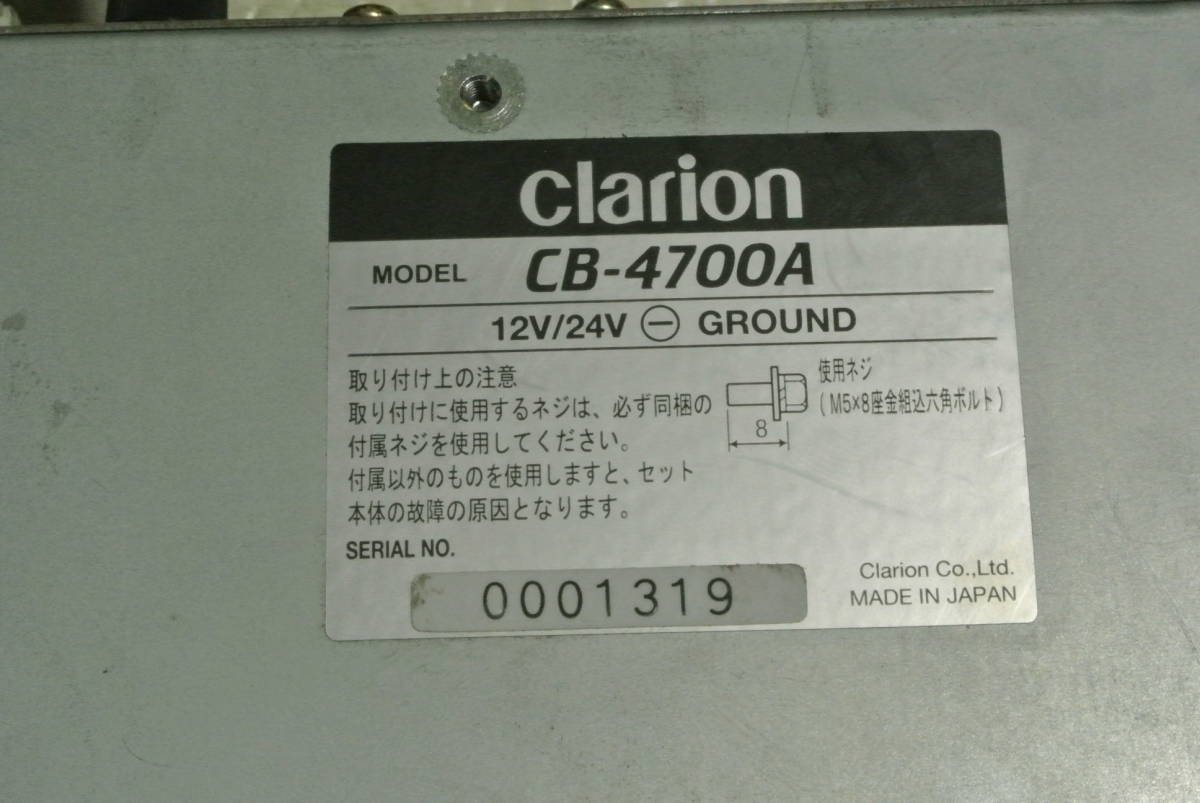 Clarion
MODEL CB-4700A
12V/24V ⊖ GROUND
取り付け上の注意
取り付けに使用するネジは、必ず同梱の
付属ネジを使用してください。
付属以外のものを使用しますと、セット
本体の故障の原因となります。
使用ネジ
(M5×8座金組込六角ボルト)
8
SERIAL NO.
0001319
Clarion Co.,Ltd.
MADE IN JAPAN